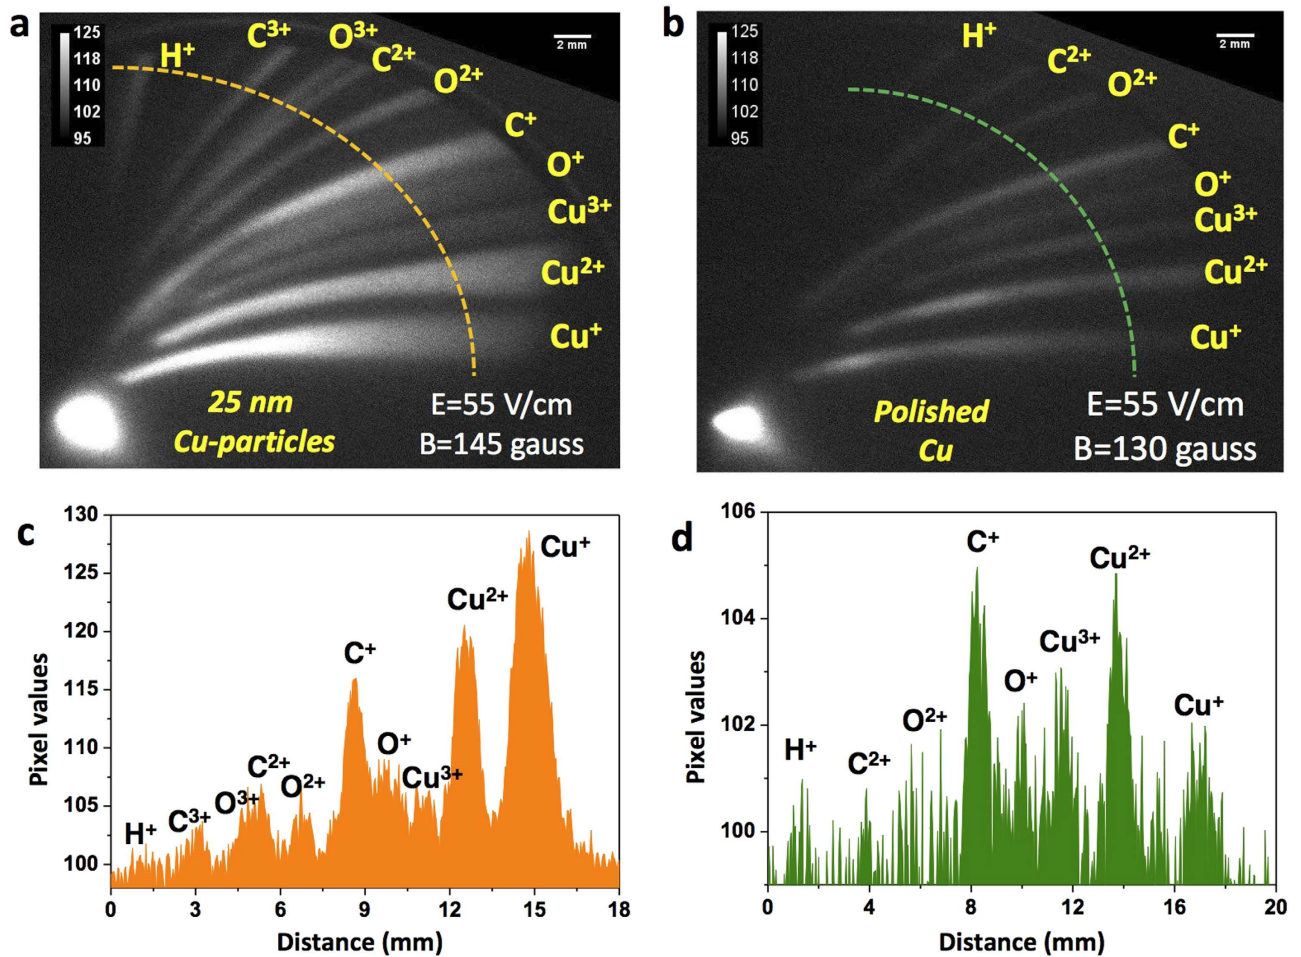 a
125
118
110
102
95
H⁺
C³⁺
O³⁺
C²⁺
O²⁺
C⁺
O⁺
Cu³⁺
Cu²⁺
Cu⁺
2 mm
25 nm
Cu-particles
E=55 V/cm
B=145 gauss
b
125
118
110
102
95
H⁺
C²⁺
O²⁺
C⁺
O⁺
Cu³⁺
Cu²⁺
Cu⁺
2 mm
Polished
Cu
E=55 V/cm
B=130 gauss
c
Pixel values
130
125
120
115
110
105
100
H⁺
C³⁺
O³⁺
C²⁺
O²⁺
C⁺
O⁺
Cu³⁺
Cu²⁺
Cu⁺
0 3 6 9 12 15 18
Distance (mm)
d
Pixel values
106
104
102
100
H⁺
C²⁺
O²⁺
C⁺
O⁺
Cu³⁺
Cu²⁺
Cu⁺
0 4 8 12 16 20
Distance (mm)